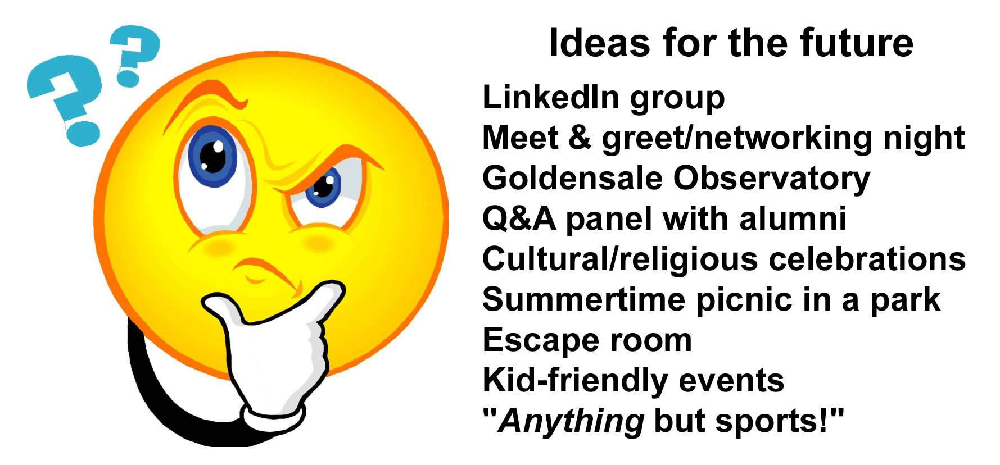 ? ?
Ideas for the future
LinkedIn group
Meet & greet/networking night
Goldensale Observatory
Q&A panel with alumni
Cultural/religious celebrations
Summertime picnic in a park
Escape room
Kid-friendly events
"Anything but sports!"